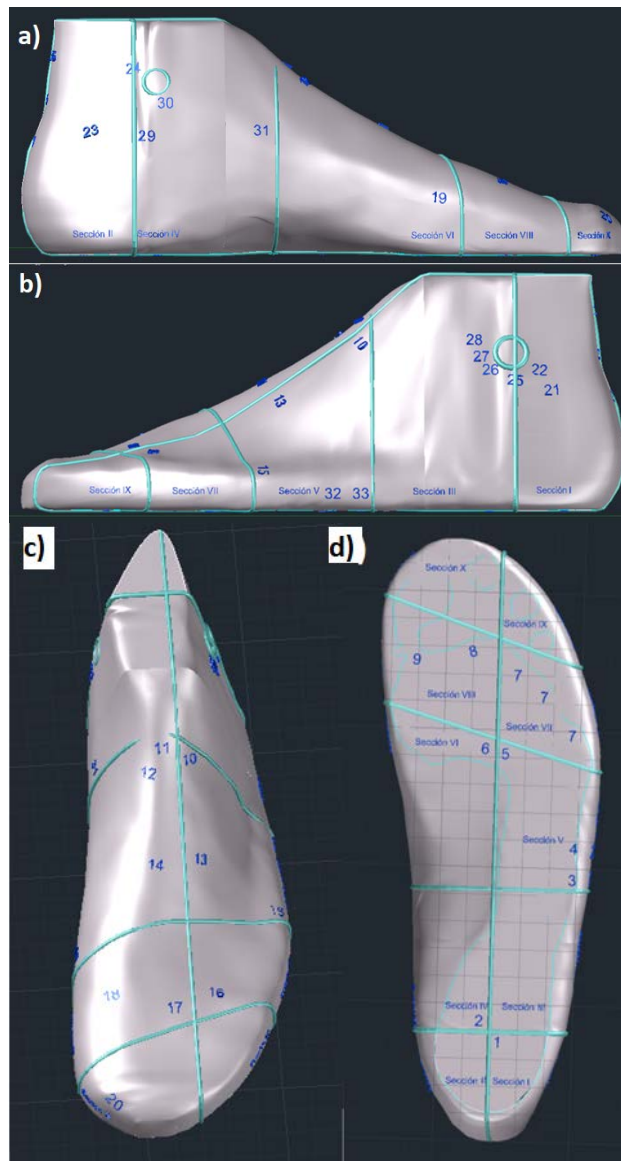 a)
24
30
23
29
31
19
Sección II Sección IV Sección VI Sección VIII Sección X
b)
10
28
27
26
25
22
21
13
15
32 33
Sección IX Sección VII Sección V Sección III Sección I
c)
11
12
10
14
13
18
16
17
20
d)
Sección X
Sección IX
9
8
7
7
Sección VIII
Sección VII
7
Sección VI
6
5
Sección V
4
3
Sección IV Sección III
2
1
Sección II Sección I